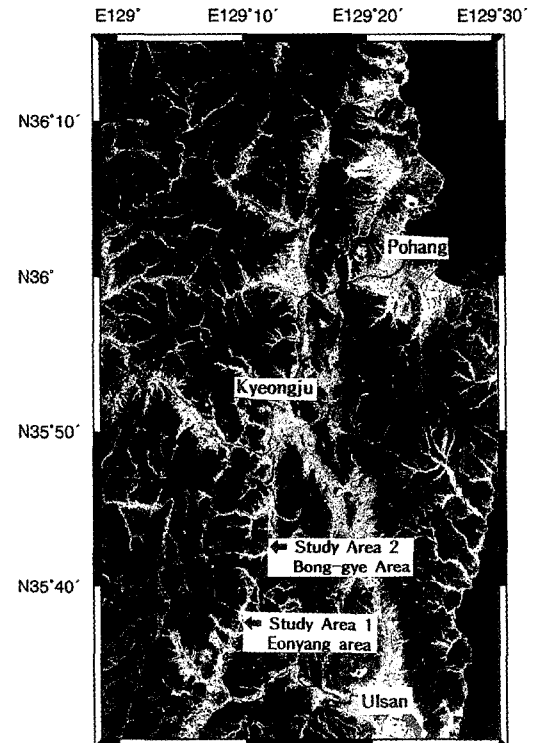 E129° E129°10′ E129°20′ E129°30′
N36°10′
Pohang
N36°
Kyeongju
N35°50′
Study Area 2
Bong-gye Area
N35°40′
Study Area 1
Eonyang area
Ulsan